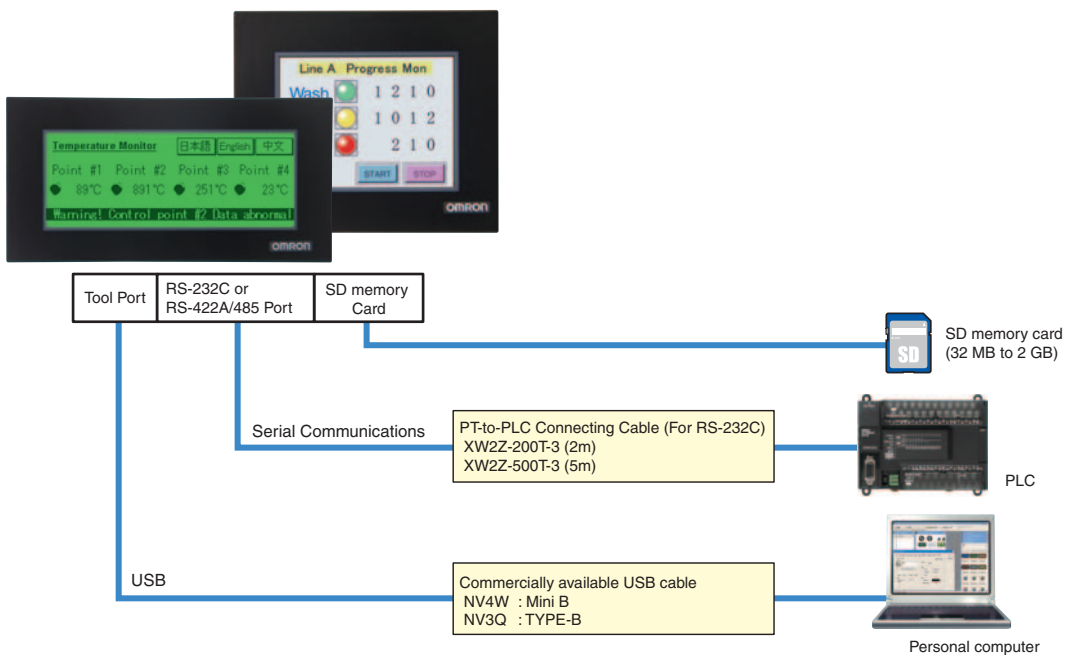 Line A Progress Mon
Wash 1 2 1 0
1 0 1 2
2 1 0
START STOP
OMRON
Temperature Monitor 日本語 English 中文
Point #1 Point #2 Point #3 Point #4
89℃ 891℃ 251℃ 23℃
Warning! Control point #2 Data abnormal
OMRON
Tool Port
RS-232C or
RS-422A/485 Port
SD memory
Card
SD
SD memory card
(32 MB to 2 GB)
Serial Communications
PT-to-PLC Connecting Cable (For RS-232C)
XW2Z-200T-3 (2m)
XW2Z-500T-3 (5m)
PLC
USB
Commercially available USB cable
NV4W : Mini B
NV3Q : TYPE-B
Personal computer